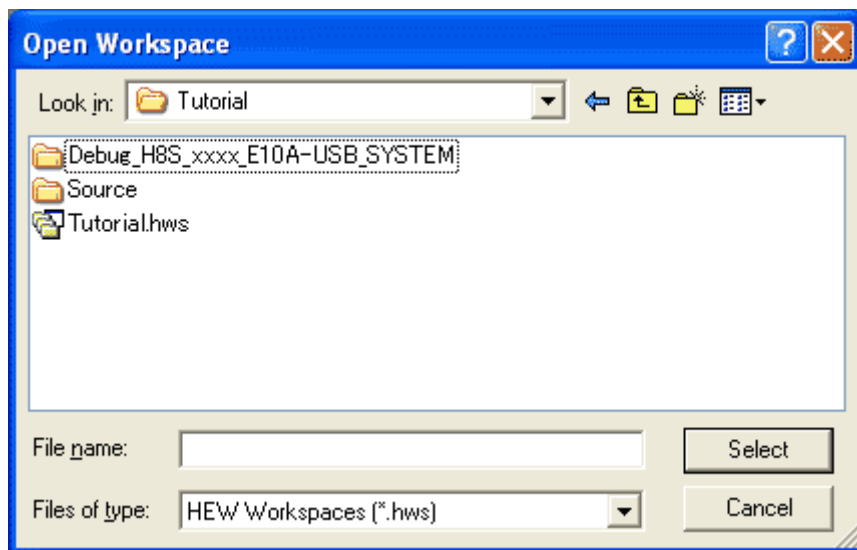 Open Workspace
Look in: Tutorial
Debug_H8S_xxxx_E10A-USB_SYSTEM
Source
Tutorial.hws
File name:
Select
Files of type: HEW Workspaces (*.hws)
Cancel